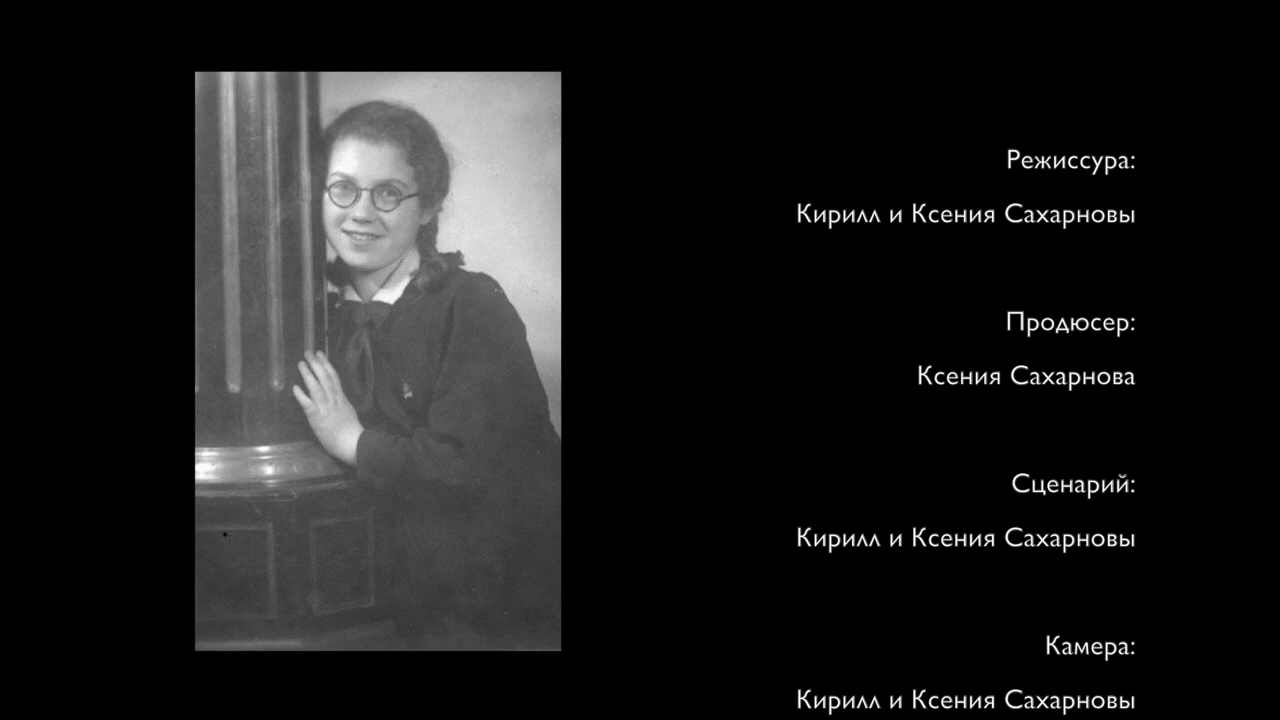 Режиссура:
Кирилл и Ксения Сахарновы
Продюсер:
Ксения Сахарнова
Сценарий:
Кирилл и Ксения Сахарновы
Камера:
Кирилл и Ксения Сахарновы